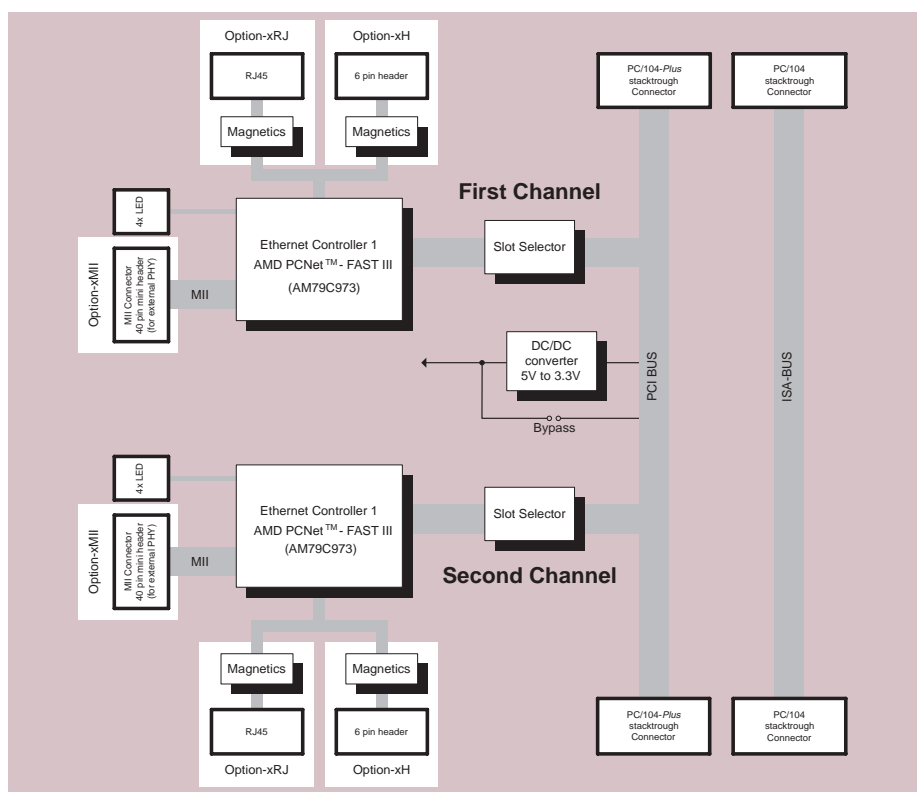 Option-xRJ
Option-xH
RJ45
6 pin header
PC/104-Plus
stacktrough
Connector
PC/104
stacktrough
Connector
Magnetics
Magnetics
First Channel
4x LED
Ethernet Controller 1
AMD PCNet™- FAST III
(AM79C973)
Slot Selector
Option-xMII
MII Connector
40 pin mini header
(for external PHY)
MII
DC/DC
converter
5V to 3.3V
Bypass
PCI BUS
ISA-BUS
4x LED
Ethernet Controller 1
AMD PCNet™- FAST III
(AM79C973)
Slot Selector
Option-xMII
MII Connector
40 pin mini header
(for external PHY)
MII
Second Channel
Magnetics
Magnetics
RJ45
6 pin header
PC/104-Plus
stacktrough
Connector
PC/104
stacktrough
Connector
Option-xRJ
Option-xH